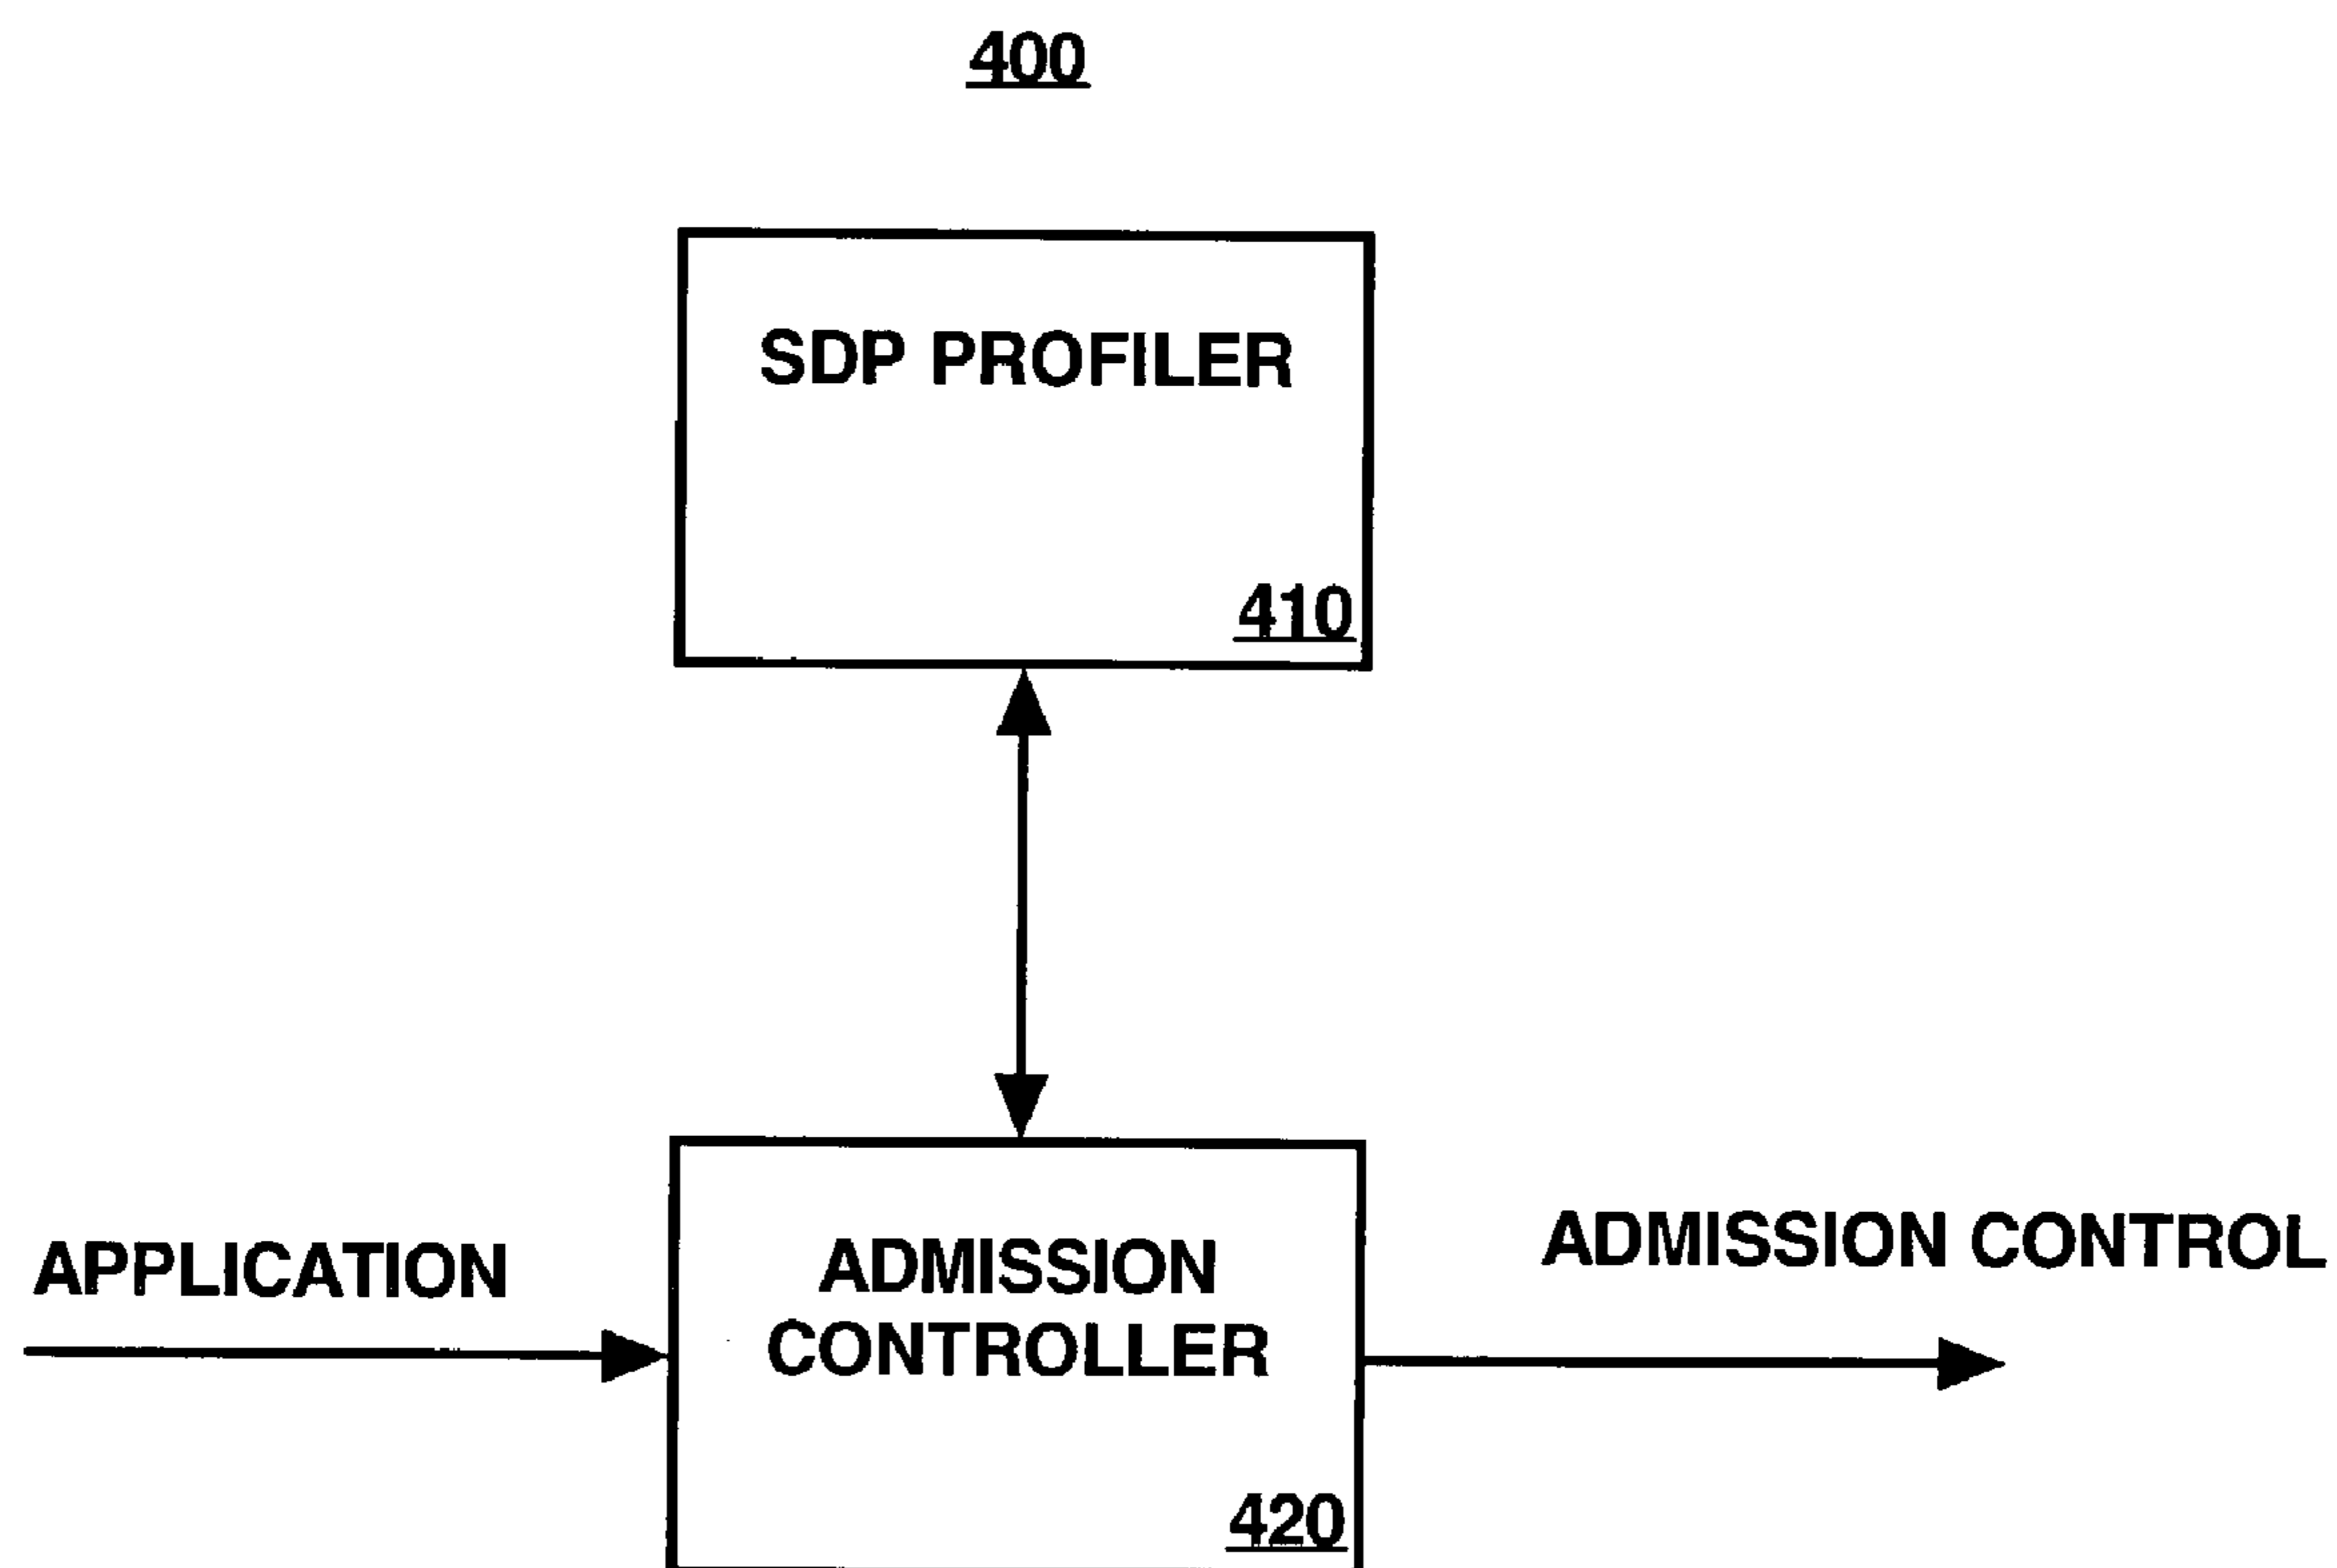 400
SDP PROFILER
410
APPLICATION
ADMISSION
CONTROLLER
ADMISSION CONTROL
420